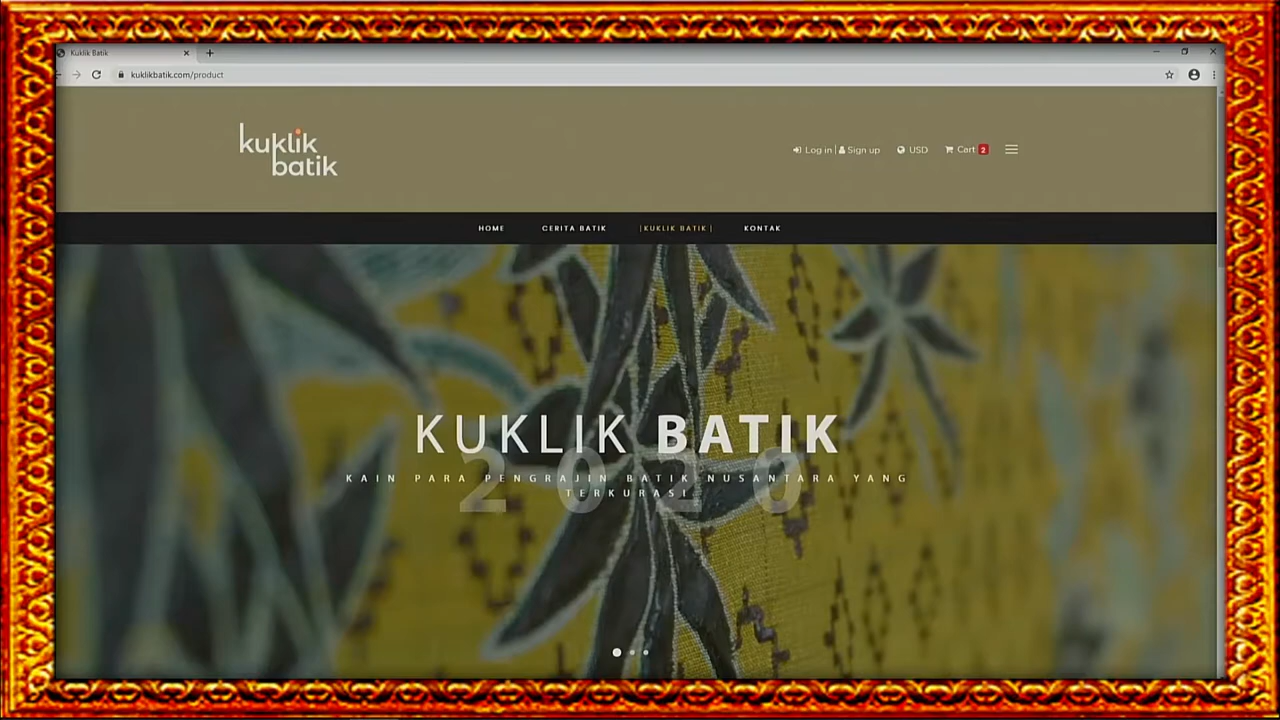 Kuklik Batik
kuklikbatik.com/product
kuklik
batik
Log in | Sign up USD Cart 2
HOME CERITA BATIK | KUKLIK BATIK | KONTAK
KUKLIK BATIK
2020
KAIN PARA PENGRAJIN BATIK NUSANTARA YANG
TERKURASI